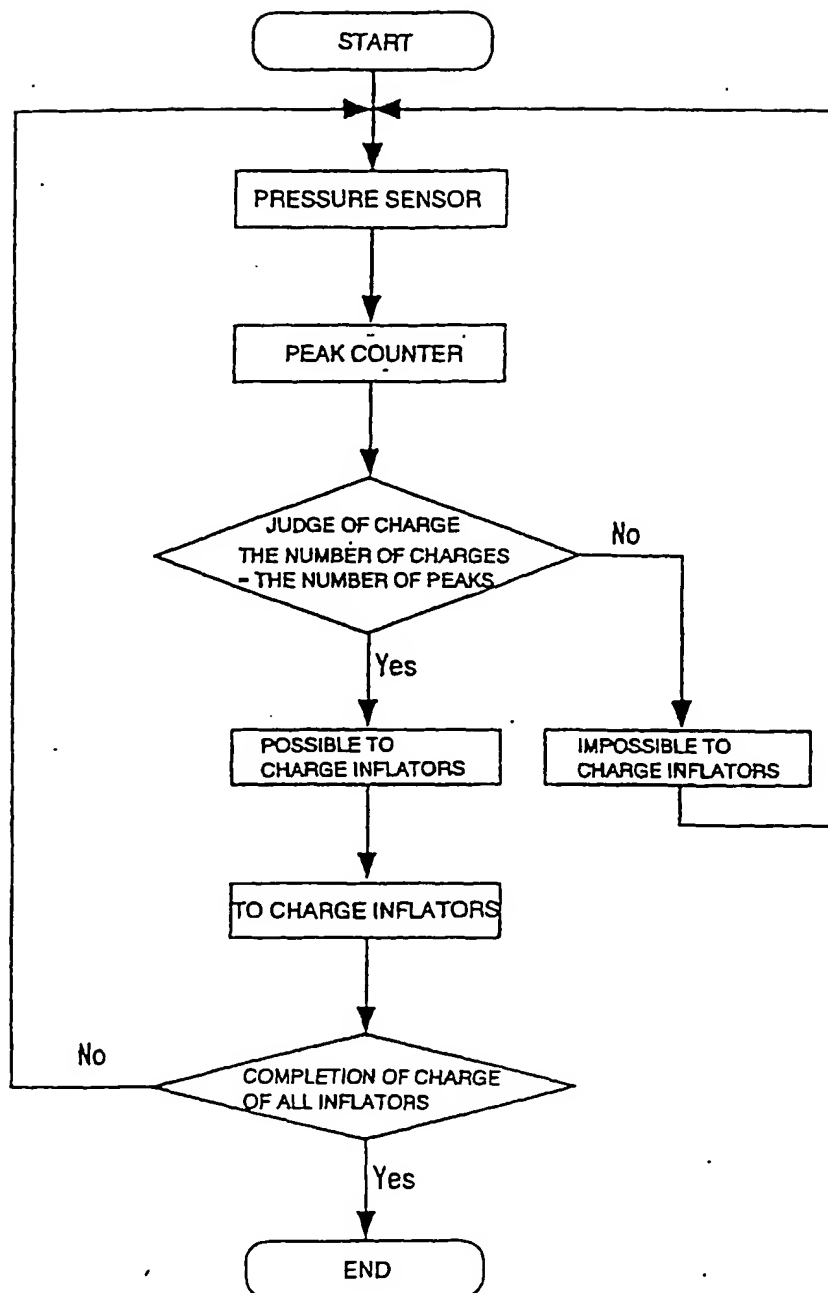 START
PRESSURE SENSOR
PEAK COUNTER
JUDGE OF CHARGE
THE NUMBER OF CHARGES
= THE NUMBER OF PEAKS
No
Yes
POSSIBLE TO
CHARGE INFLATORS
IMPOSSIBLE TO
CHARGE INFLATORS
TO CHARGE INFLATORS
No
COMPLETION OF CHARGE
OF ALL INFLATORS
Yes
END